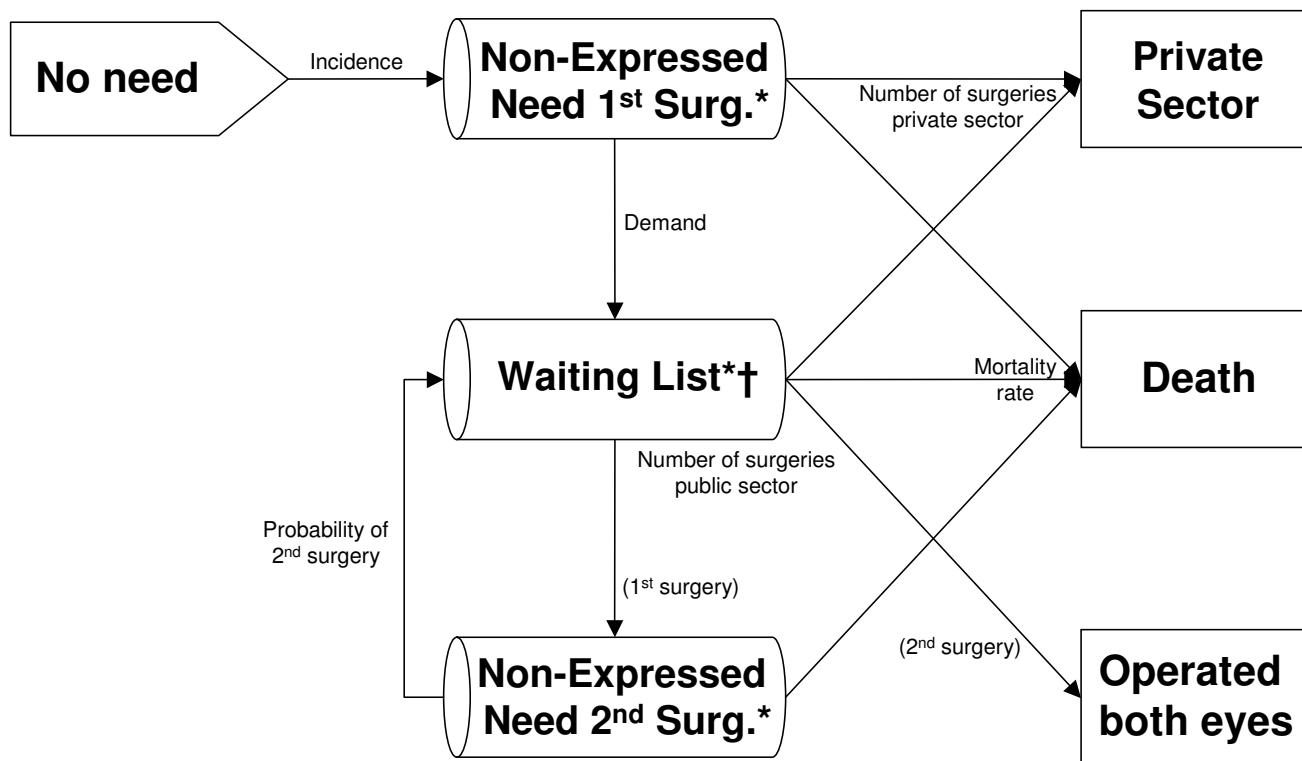 No need
Incidence
Non-Expressed
Need 1st Surg.*
Number of surgeries
private sector
Private
Sector
Demand
Waiting List*†
Mortality
rate
Death
Number of surgeries
public sector
Probability of
2nd surgery
(1st surgery)
(2nd surgery)
Non-Expressed
Need 2nd Surg.*
Operated
both eyes